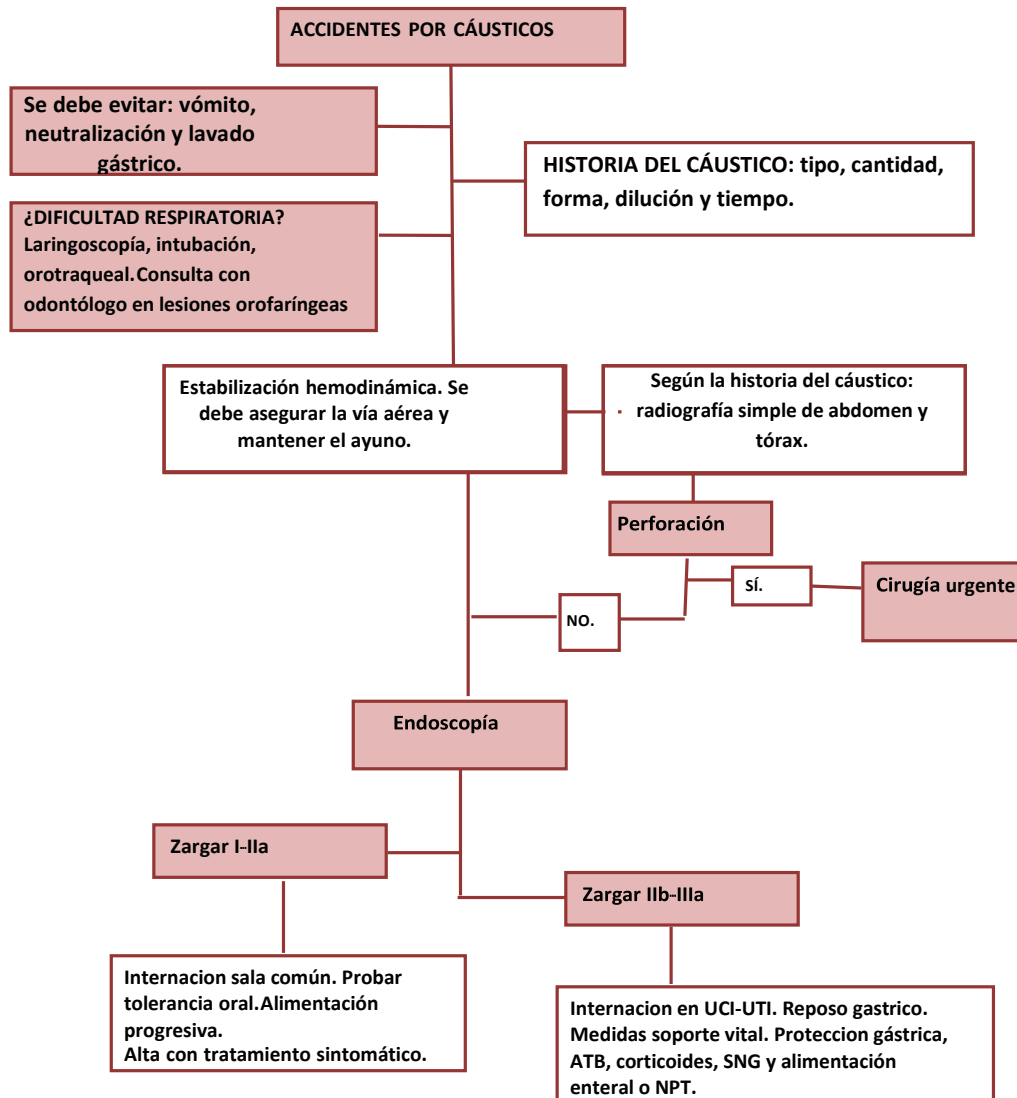 ACCIDENTES POR CÁUSTICOS
Se debe evitar: vómito,
neutralización y lavado
gástrico.
HISTORIA DEL CÁUSTICO: tipo, cantidad,
forma, dilución y tiempo.
¿DIFICULTAD RESPIRATORIA?
Laringoscopía, intubación,
orotraqueal.Consulta con
odontólogo en lesiones orofaríngeas
Estabilización hemodinámica. Se
debe asegurar la vía aérea y
mantener el ayuno.
Según la historia del cáustico:
radiografía simple de abdomen y
tórax.
Perforación
SÍ.
Cirugía urgente
NO.
Endoscopía
Zargar I-IIa
Zargar IIb-IIIa
Internacion sala común. Probar
tolerancia oral.Alimentación
progresiva.
Alta con tratamiento sintomático.
Internacion en UCI-UTI. Reposo gastrico.
Medidas soporte vital. Proteccion gástrica,
ATB, corticoides, SNG y alimentación
enteral o NPT.